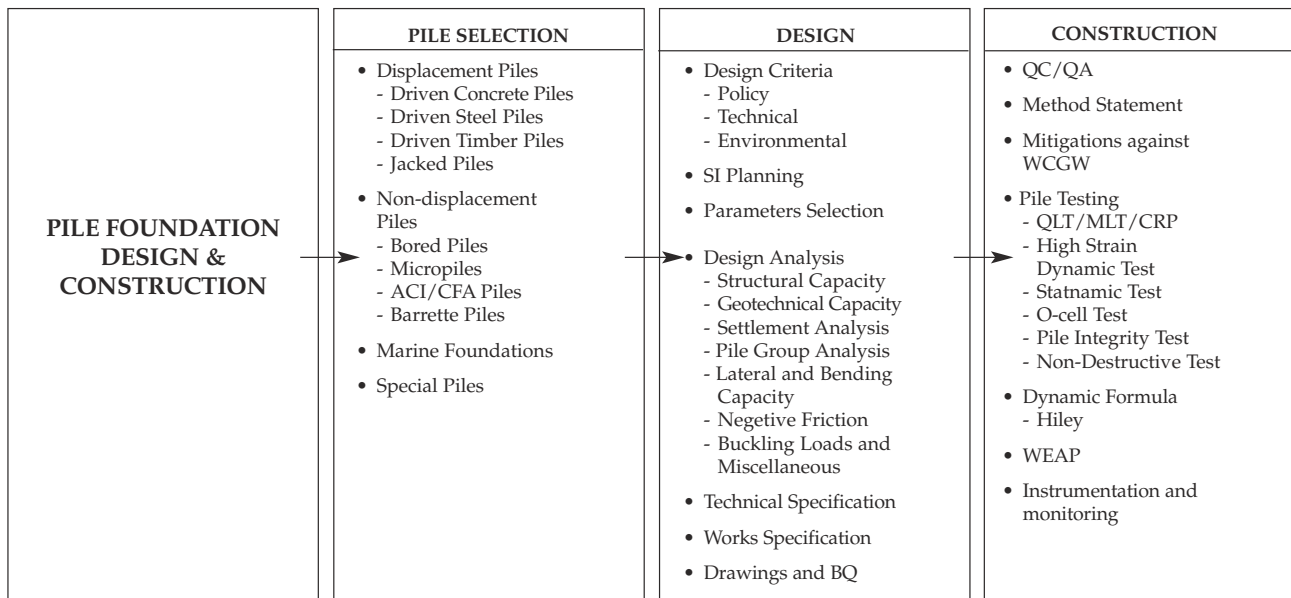 PILE FOUNDATION
DESIGN &
CONSTRUCTION
PILE SELECTION
• Displacement Piles
- Driven Concrete Piles
- Driven Steel Piles
- Driven Timber Piles
- Jacked Piles
• Non-displacement
Piles
- Bored Piles
- Micropiles
- ACI/CFA Piles
- Barrette Piles
• Marine Foundations
• Special Piles
DESIGN
• Design Criteria
- Policy
- Technical
- Environmental
• SI Planning
• Parameters Selection
• Design Analysis
- Structural Capacity
- Geotechnical Capacity
- Settlement Analysis
- Pile Group Analysis
- Lateral and Bending
Capacity
- Negetive Friction
- Buckling Loads and
Miscellaneous
• Technical Specification
• Works Specification
• Drawings and BQ
CONSTRUCTION
• QC/QA
• Method Statement
• Mitigations against
WCGW
• Pile Testing
- QLT/MLT/CRP
- High Strain
Dynamic Test
- Statnamic Test
- O-cell Test
- Pile Integrity Test
- Non-Destructive Test
• Dynamic Formula
- Hiley
• WEAP
• Instrumentation and
monitoring